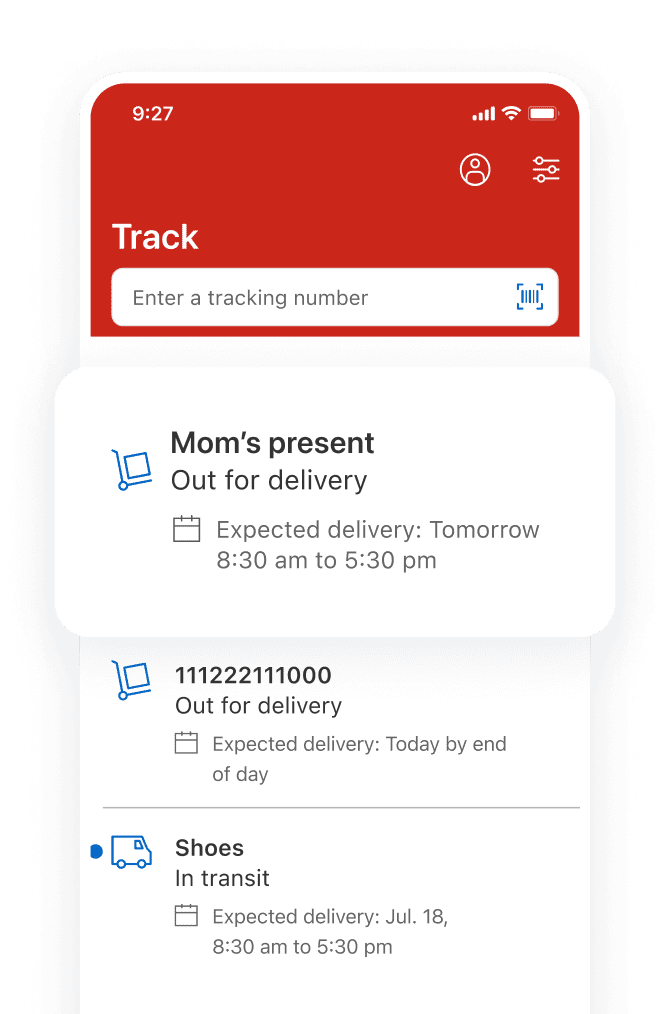 9:27
Track
Enter a tracking number
Mom’s present
Out for delivery
Expected delivery: Tomorrow
8:30 am to 5:30 pm
111222111000
Out for delivery
Expected delivery: Today by end
of day
Shoes
In transit
Expected delivery: Jul. 18,
8:30 am to 5:30 pm